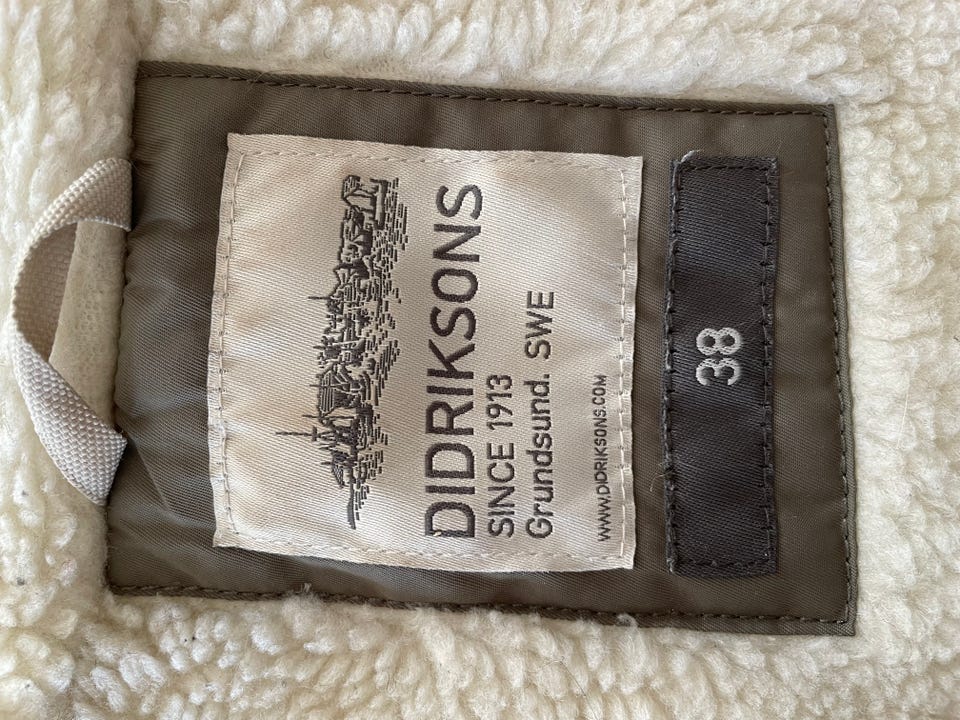 DIDRIKSONS
SINCE 1913
Grundsund. SWE
WWW.DIDRIKSONS.COM
38